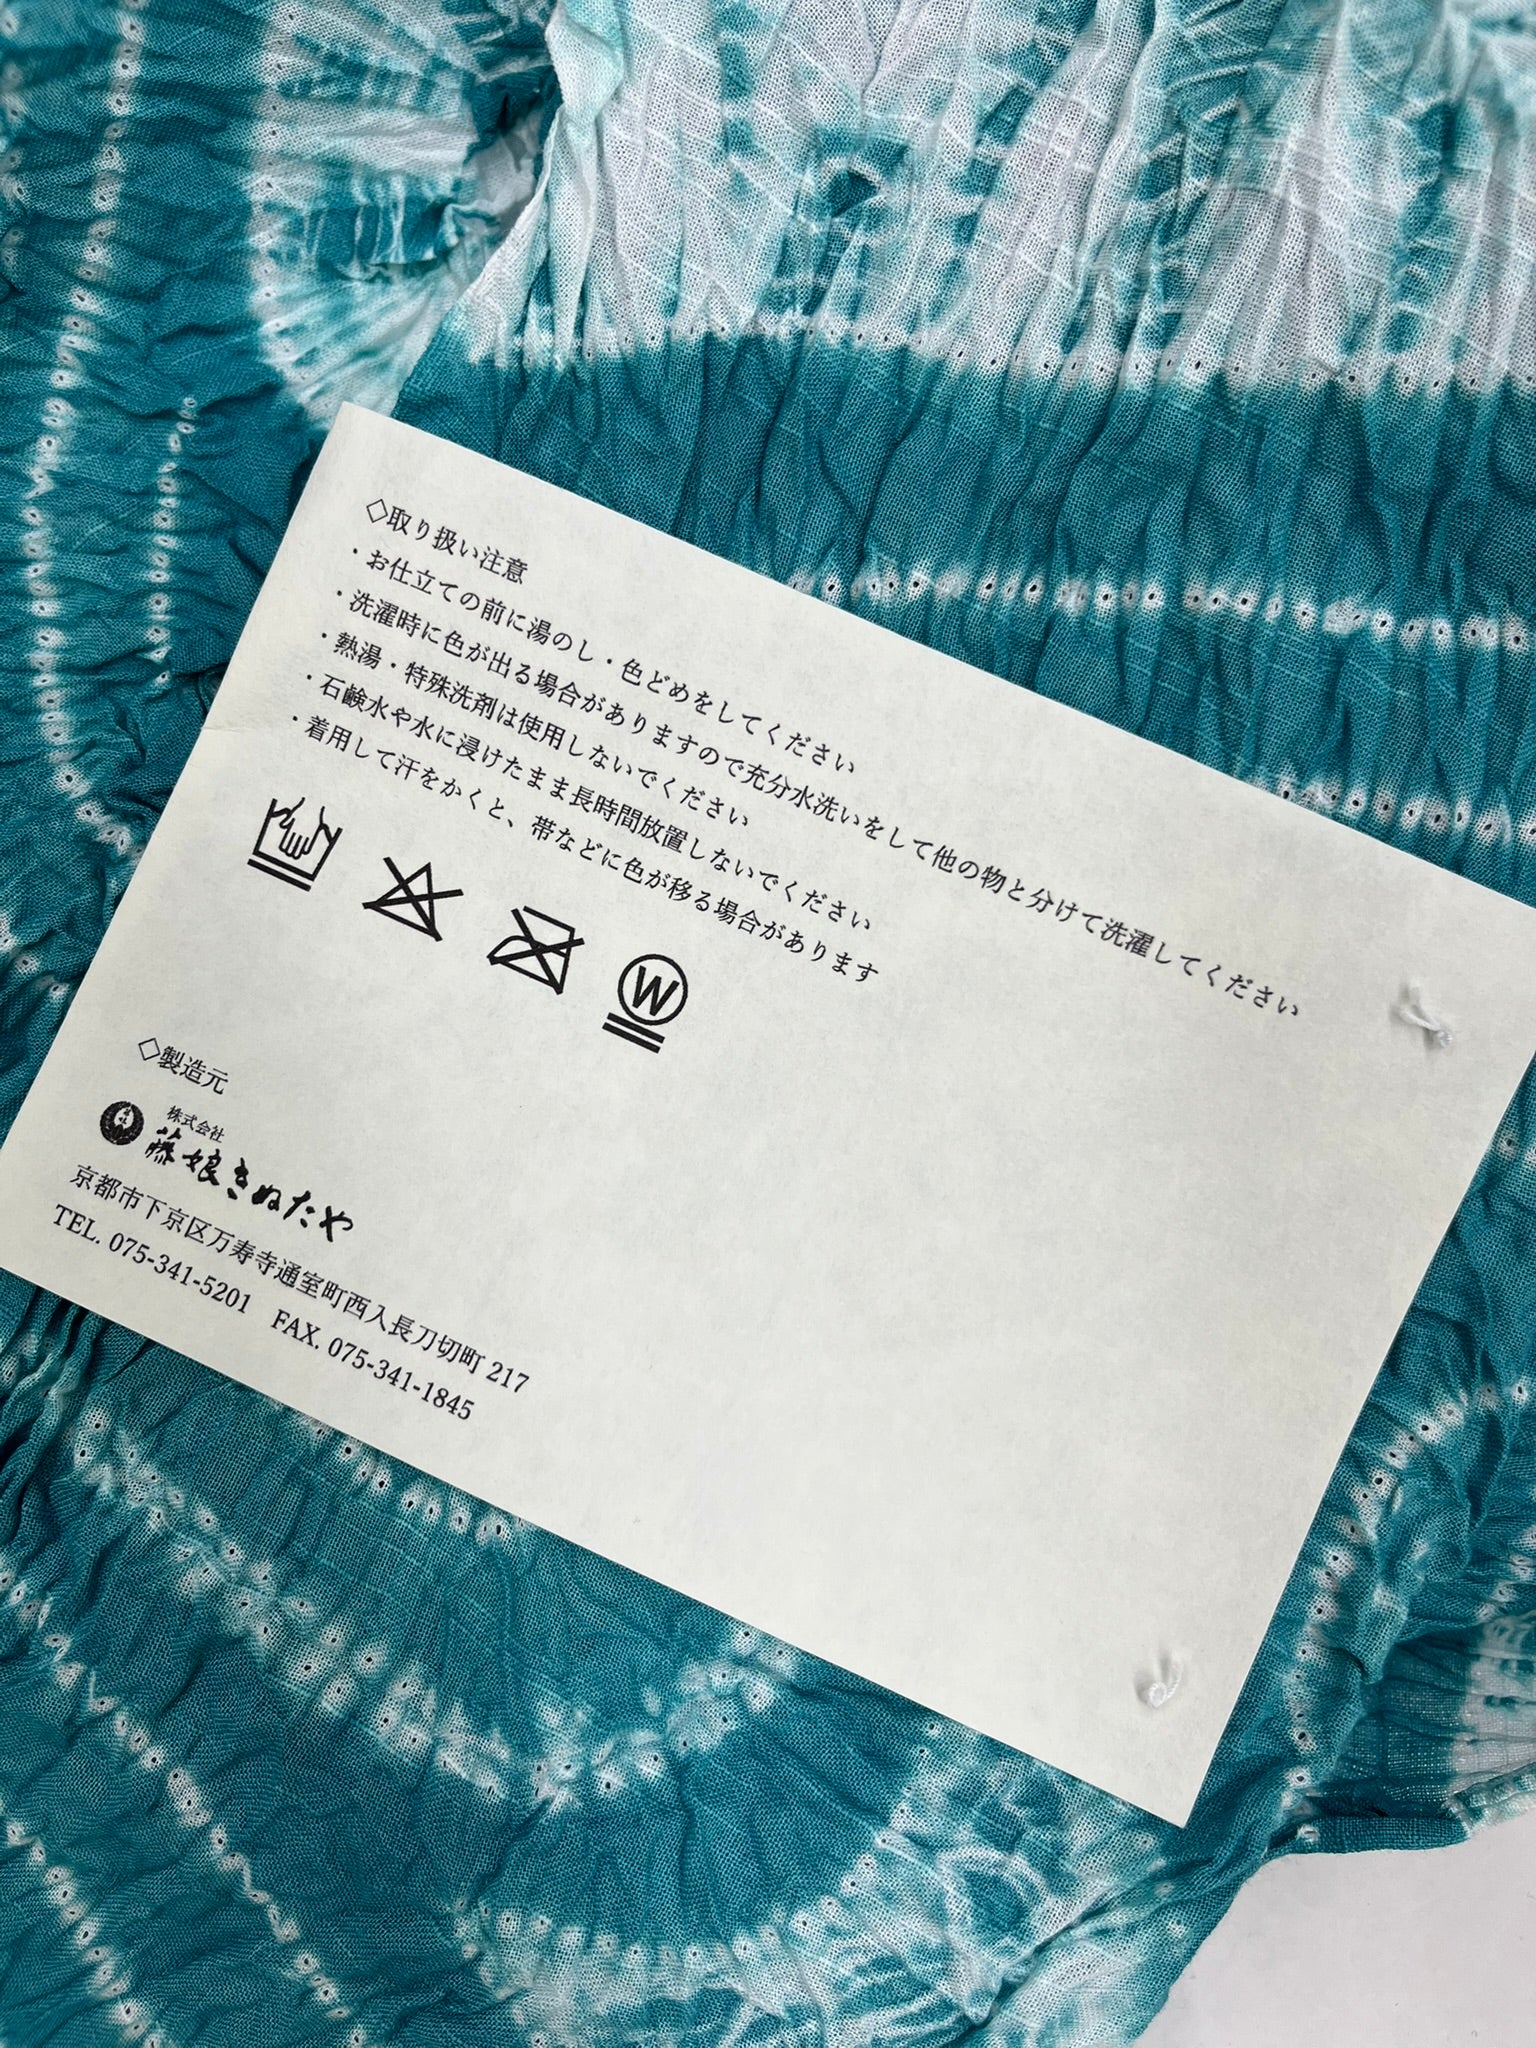 ◇取り扱い注意
・お仕立ての前に湯のし・色どめをしてください
・洗濯時に色が出る場合がありますので充分水洗いをして他の物と分けて洗濯してください
・熱湯・特殊洗剤は使用しないでください
・石鹸水や水に浸けたまま長時間放置しないでください
・着用して汗をかくと、帯などに色が移る場合があります
W
◇製造元
株式会社
藤娘きぬたや
京都市下京区万寿寺通室町西入長刀切町 217
TEL. 075-341-5201 FAX. 075-341-1845